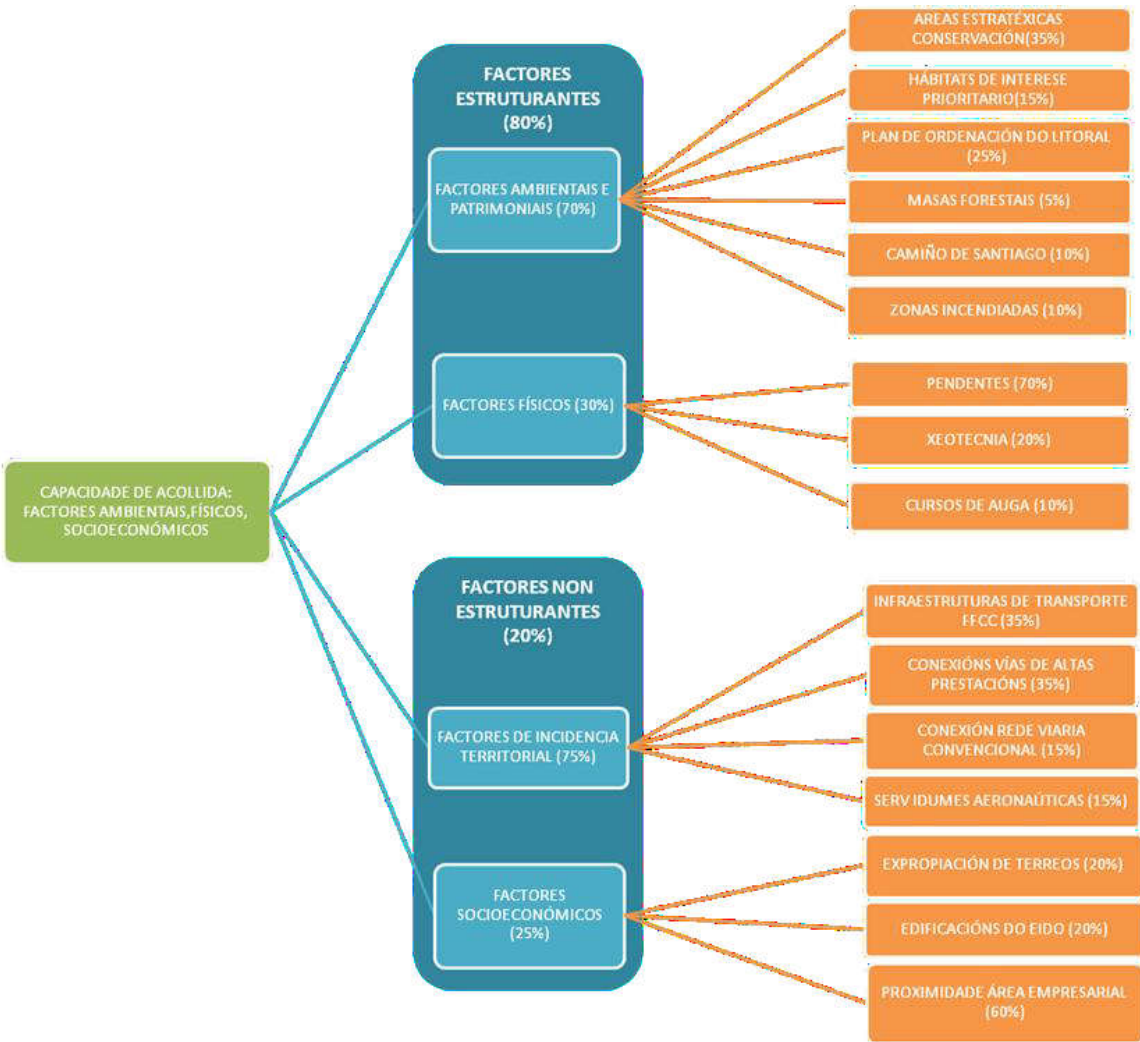 CAPACIDADE DE ACOLLIDA:
FACTORES AMBIENTAIS,FÍSICOS,
SOCIOECONÓMICOS
FACTORES
ESTRUTURANTES
(80%)
FACTORES AMBIENTAIS E
PATRIMONIAIS (70%)
FACTORES FÍSICOS (30%)
AREAS ESTRATÉXICAS
CONSERVACIÓN(35%)
HÁBITATS DE INTERESE
PRIORITARIO(15%)
PLAN DE ORDENACIÓN DO LITORAL
(25%)
MASAS FORESTAIS (5%)
CAMIÑO DE SANTIAGO (10%)
ZONAS INCENDIADAS (10%)
PENDENTES (70%)
XEOTECNIA (20%)
CURSOS DE AUGA (10%)
FACTORES NON
ESTRUTURANTES
(20%)
FACTORES DE INCIDENCIA
TERRITORIAL (75%)
FACTORES
SOCIOECONÓMICOS
(25%)
INFRAESTRUTURAS DE TRANSPORTE
FFCC (35%)
CONEXIÓNS VÍAS DE ALTAS
PRESTACIÓNS (35%)
CONEXIÓN REDE VIARIA
CONVENCIONAL (15%)
SERVIDUMES AERONAÚTICAS (15%)
EXPROPIACIÓN DE TERREOS (20%)
EDIFICACIÓNS DO EIDO (20%)
PROXIMIDADE ÁREA EMPRESARIAL
(60%)